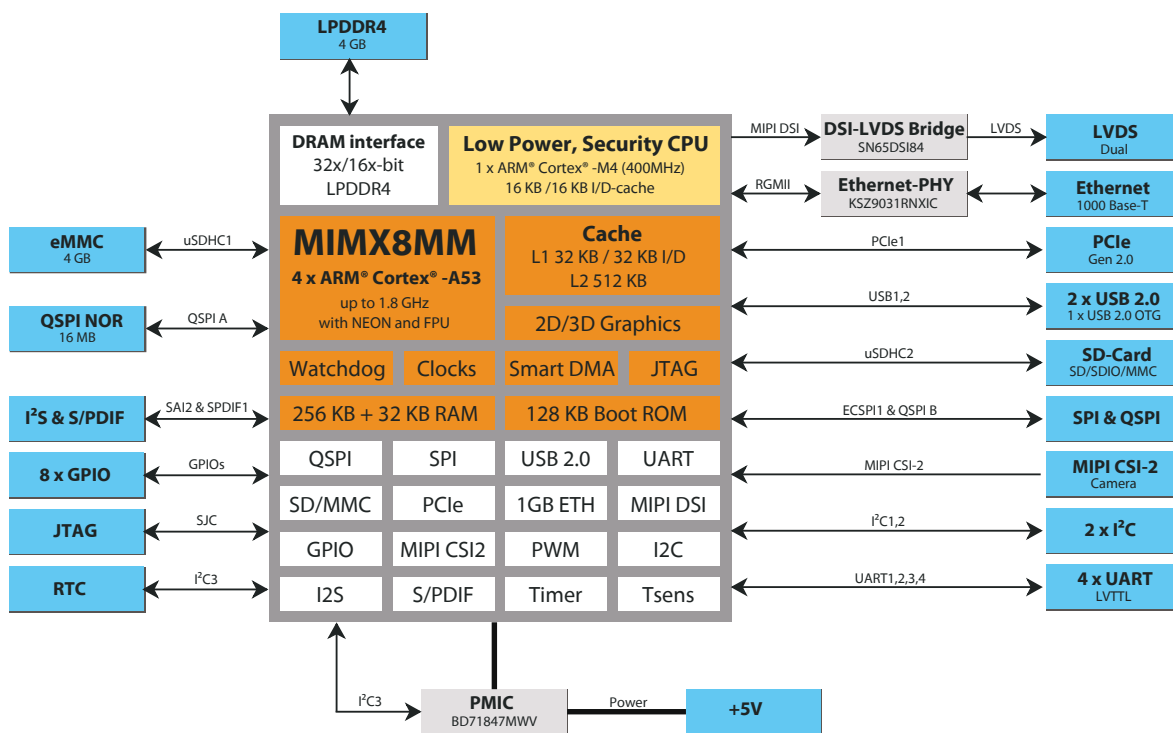 LPDDR4
4 GB
DRAM interface
32x/16x-bit
LPDDR4
Low Power, Security CPU
1 x ARM® Cortex® -M4 (400MHz)
16 KB /16 KB I/D-cache
MIPI DSI
DSI-LVDS Bridge
SN65DSI84
LVDS
LVDS
Dual
RGMII
Ethernet-PHY
KSZ9031RNXIC
Ethernet
1000 Base-T
eMMC
4 GB
uSDHC1
MIMX8MM
4 x ARM® Cortex® -A53
up to 1.8 GHz
with NEON and FPU
Cache
L1 32 KB / 32 KB I/D
L2 512 KB
PCIe1
PCIe
Gen 2.0
QSPI NOR
16 MB
QSPI A
2D/3D Graphics
USB1,2
2 x USB 2.0
1 x USB 2.0 OTG
Watchdog
Clocks
Smart DMA
JTAG
uSDHC2
SD-Card
SD/SDIO/MMC
I²S & S/PDIF
SAI2 & SPDIF1
256 KB + 32 KB RAM
128 KB Boot ROM
ECSPI1 & QSPI B
SPI & QSPI
8 x GPIO
GPIOs
QSPI
SPI
USB 2.0
UART
MIPI CSI-2
MIPI CSI-2
Camera
JTAG
SJC
SD/MMC
PCIe
1GB ETH
MIPI DSI
I²C1,2
2 x I²C
RTC
I²C3
GPIO
MIPI CSI2
PWM
I2C
UART1,2,3,4
4 x UART
LVTTL
I2S
S/PDIF
Timer
Tsens
I²C3
PMIC
BD71847MWV
Power
+5V